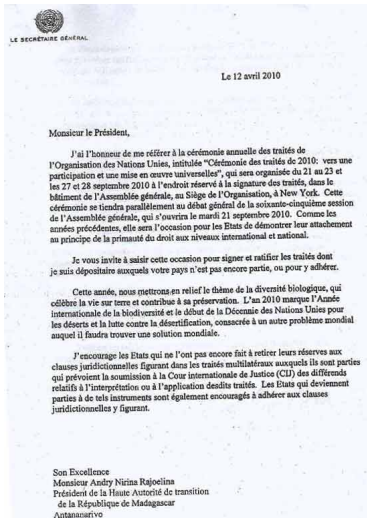 LE SECRÉTAIRE GÉNÉRAL
Le 12 avril 2010
Monsieur le Président,
J'ai l'honneur de me référer à la cérémonie annuelle des traités de
l'Organisation des Nations Unies, intitulée "Cérémonie des traités de 2010: vers une
participation et une mise en œuvre universelles", qui sera organisée du 21 au 23 et
les 27 et 28 septembre 2010 à l'endroit réservé à la signature des traités, dans le
bâtiment de l'Assemblée générale, au Siège de l'Organisation, à New York. Cette
cérémonie se tiendra parallèlement au débat général de la soixante-cinquième session
de l'Assemblée générale, qui s'ouvrira le mardi 21 septembre 2010. Comme les
années précédentes, elle sera l'occasion pour les Etats de démontrer leur attachement
au principe de la primauté du droit aux niveaux international et national.
Je vous invite à saisir cette occasion pour signer et ratifier les traités dont
je suis dépositaire auxquels votre pays n'est pas encore partie, ou pour y adhérer.
Cette année, nous mettrons en relief le thème de la diversité biologique, qui
célèbre la vie sur terre et contribue à sa préservation. L'an 2010 marque l'Année
internationale de la biodiversité et le début de la Décennie des Nations Unies pour
les déserts et la lutte contre la désertification, consacrée à un autre problème mondial
auquel il faudra trouver une solution mondiale.
J'encourage les Etats qui ne l'ont pas encore fait à retirer leurs réserves aux
clauses juridictionnelles figurant dans les traités multilatéraux auxquels ils sont parties
qui prévoient la soumission à la Cour internationale de Justice (CIJ) des différends
relatifs à l'interprétation ou à l'application desdits traités. Les Etats qui deviennent
parties à de tels instruments sont également encouragés à adhérer aux clauses
juridictionnelles y figurant.
Son Excellence
Monsieur Andry Nirina Rajoelina
Président de la Haute Autorité de transition
de la République de Madagascar
Antananarivo